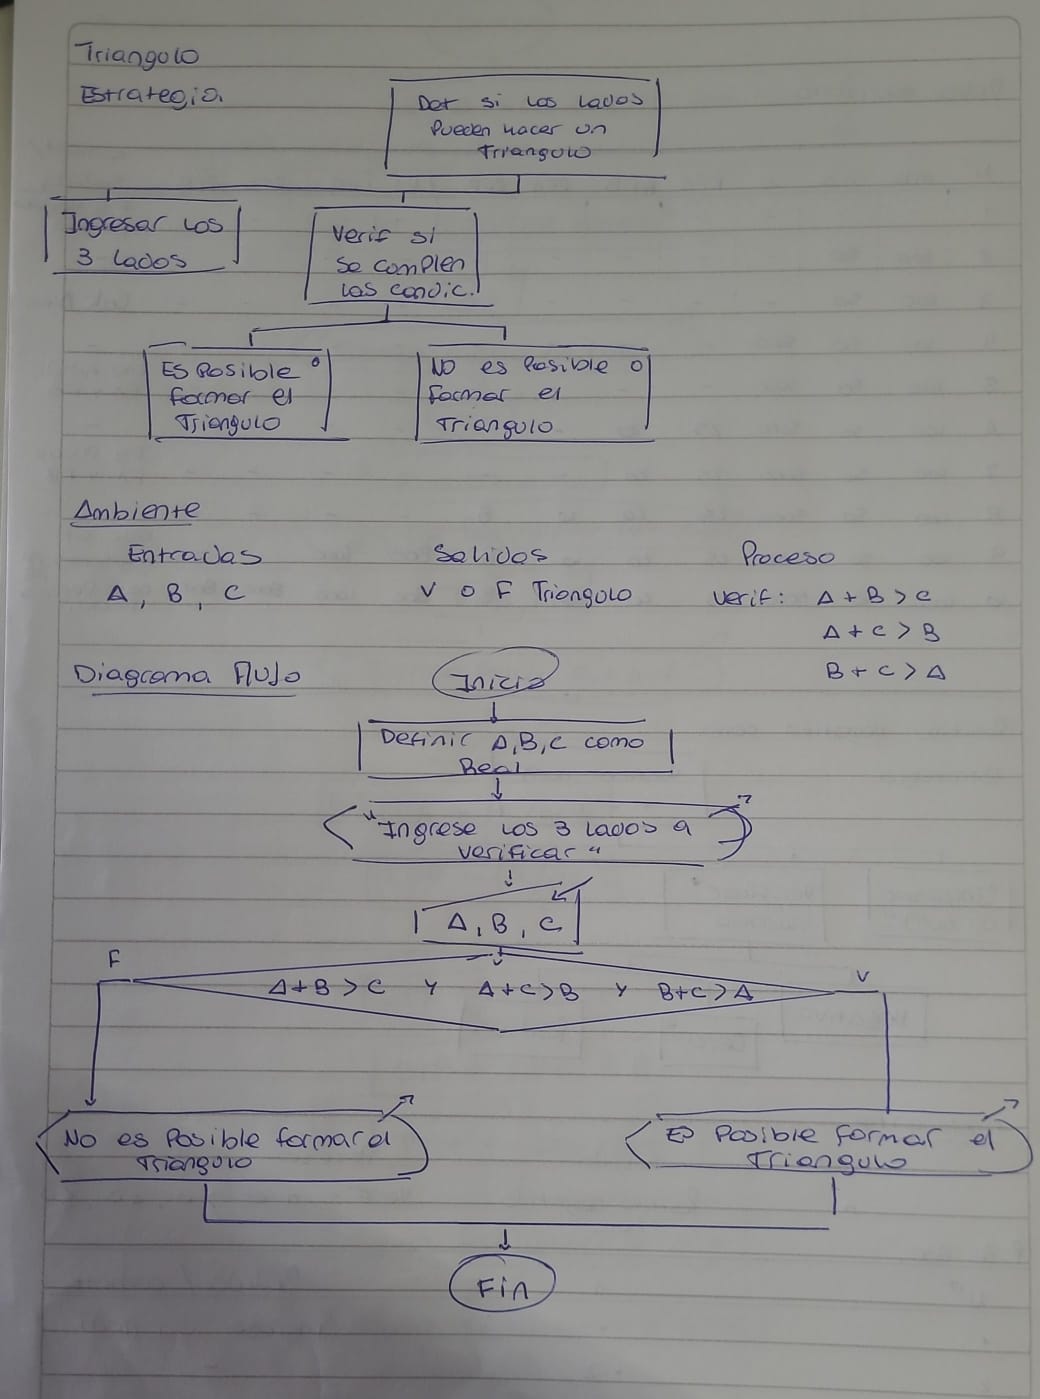 Triangulo
Estrategia
Det si los lados
Pueden hacer un
Triangulo
Ingresar los
3 lados
Verif si
se complen
las condic.
Es Posible
formar el
Triangulo
No es Posible
formar el
Triangulo
Ambiente
Entradas
Salidas
Proceso
A, B, C
V o F Triangulo
Verif: A + B > C
A + C > B
B + C > A
Diagrama Flujo
Inicio
Definir A, B, C como
Real
"Ingrese los 3 lados a
verificar"
A, B, C
F
V
A+B > C Y A+C > B Y B+C > A
No es Posible formar el
Triangulo
Es Posible formar el
Triangulo
Fin